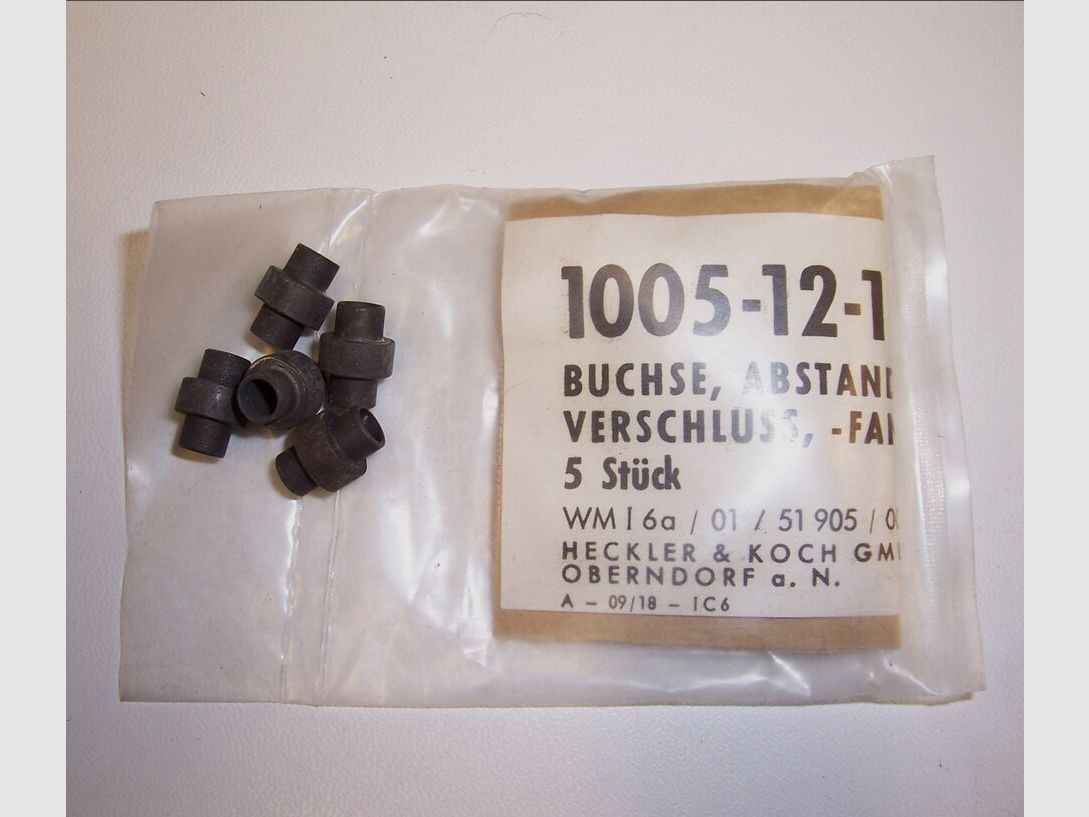 1005-12-1
BUCHSE, ABSTAND
VERSCHLUSS, -FAN
5 Stück
WM I 6a / 01 / 51 905 / 0
HECKLER & KOCH GM
OBERNDORF a. N.
A – 09/18 – IC6